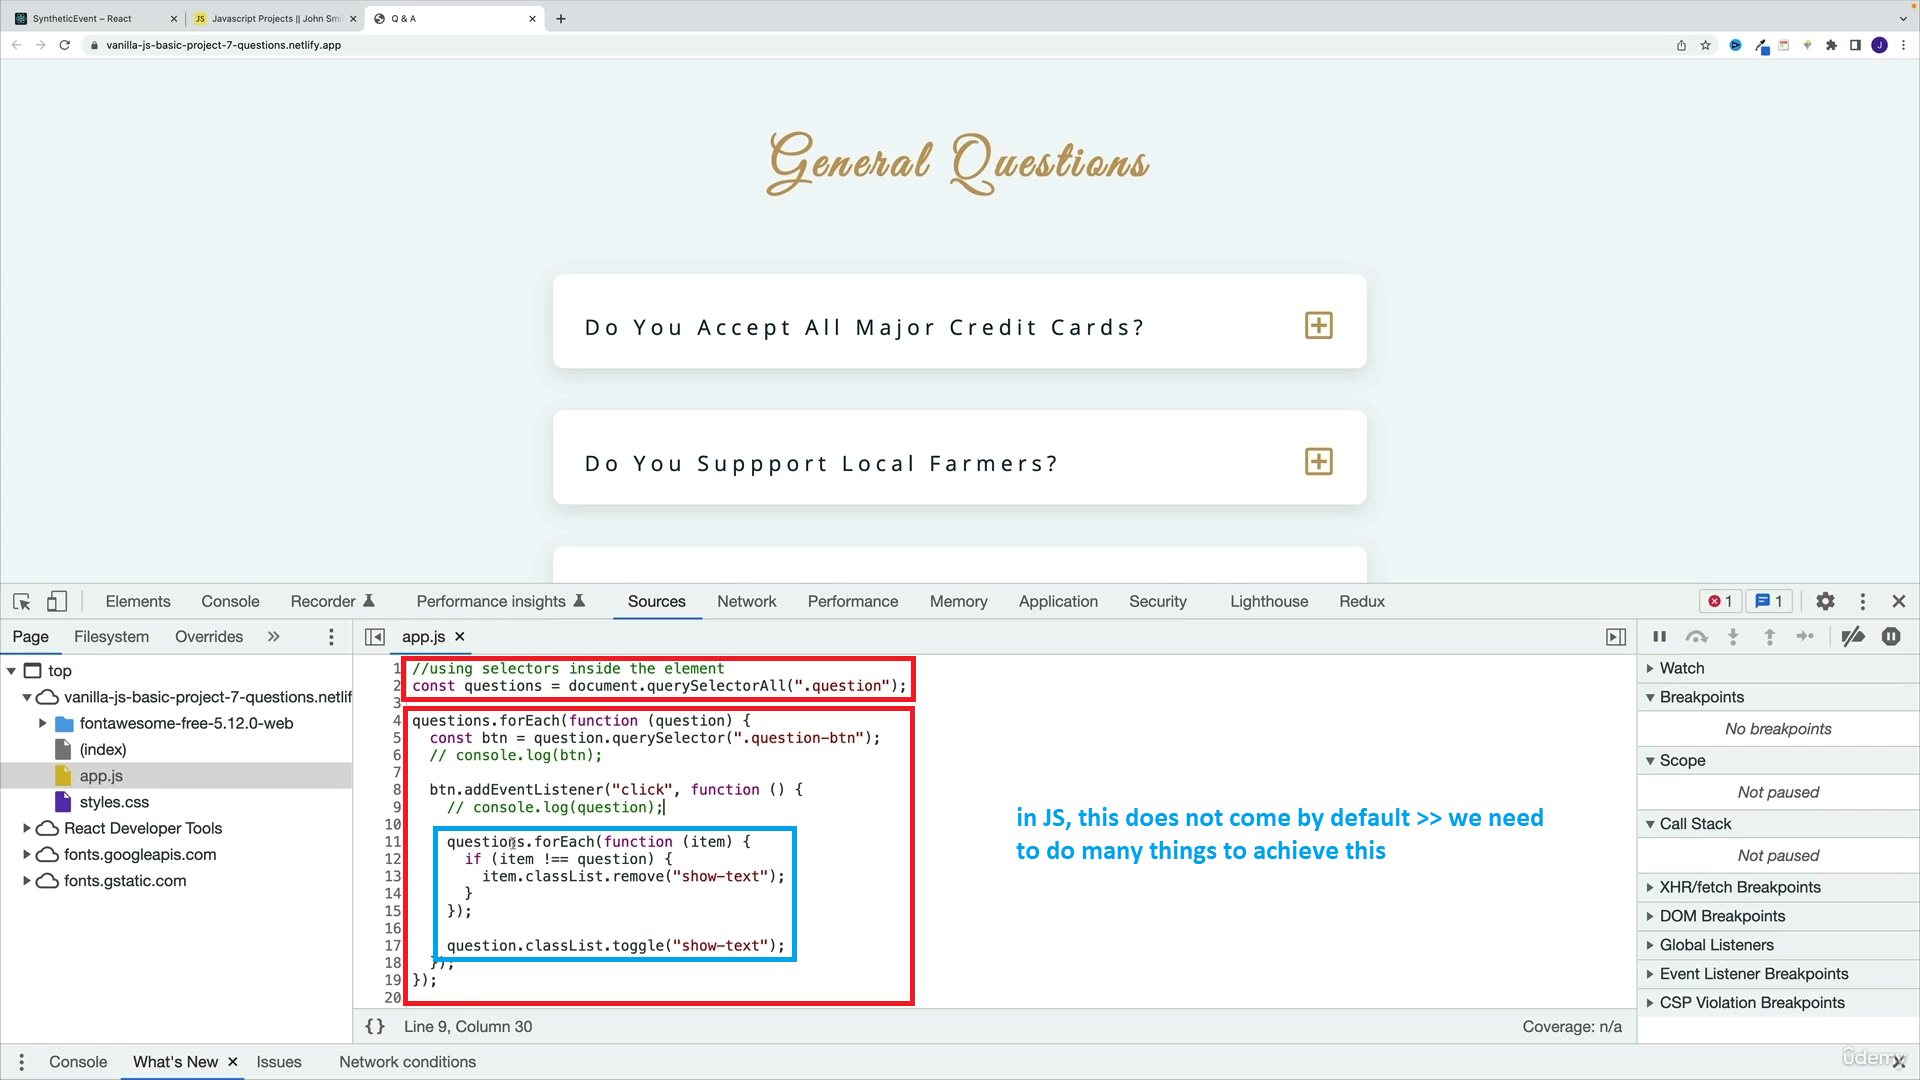 SyntheticEvent – React
Javascript Projects || John Smi
Q & A
vanilla-js-basic-project-7-questions.netlify.app
J
General Questions
Do You Accept All Major Credit Cards?
Do You Suppport Local Farmers?
Elements Console Recorder Performance insights Sources Network Performance Memory Application Security Lighthouse Redux 1 1
Page Filesystem Overrides »
app.js
top
vanilla-js-basic-project-7-questions.netlif
fontawesome-free-5.12.0-web
(index)
app.js
styles.css
React Developer Tools
fonts.googleapis.com
fonts.gstatic.com
1 //using selectors inside the element
2 const questions = document.querySelectorAll(".question");
3
4 questions.forEach(function (question) {
5 const btn = question.querySelector(".question-btn");
6 // console.log(btn);
7
8 btn.addEventListener("click", function () {
9 // console.log(question);
10
11 questions.forEach(function (item) {
12 if (item !== question) {
13 item.classList.remove("show-text");
14 }
15 });
16
17 question.classList.toggle("show-text");
18 });
19 });
20
in JS, this does not come by default >> we need
to do many things to achieve this
Watch
Breakpoints
No breakpoints
Scope
Not paused
Call Stack
Not paused
XHR/fetch Breakpoints
DOM Breakpoints
Global Listeners
Event Listener Breakpoints
CSP Violation Breakpoints
{} Line 9, Column 30
Coverage: n/a
Console What's New Issues Network conditions
ûdemy